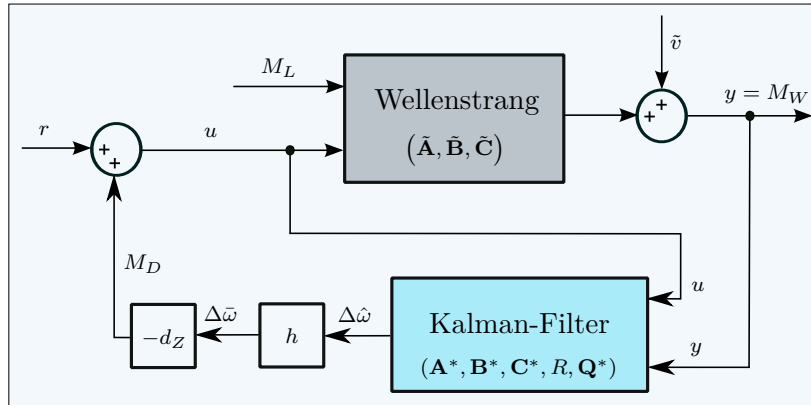 ṽ
M_L
Wellenstrang
(Ã, B̃, C̃)
y = M_W
r
u
+
+
+
+
M_D
u
Δω̄
Δω̂
-d_Z
h
Kalman-Filter
(A*, B*, C*, R, Q*)
y